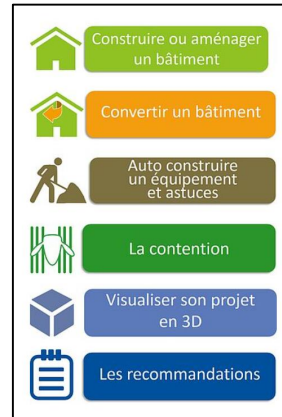 Construire ou aménager
un bâtiment
Convertir un bâtiment
Auto construire
un équipement
et astuces
La contention
Visualiser son projet
en 3D
Les recommandations